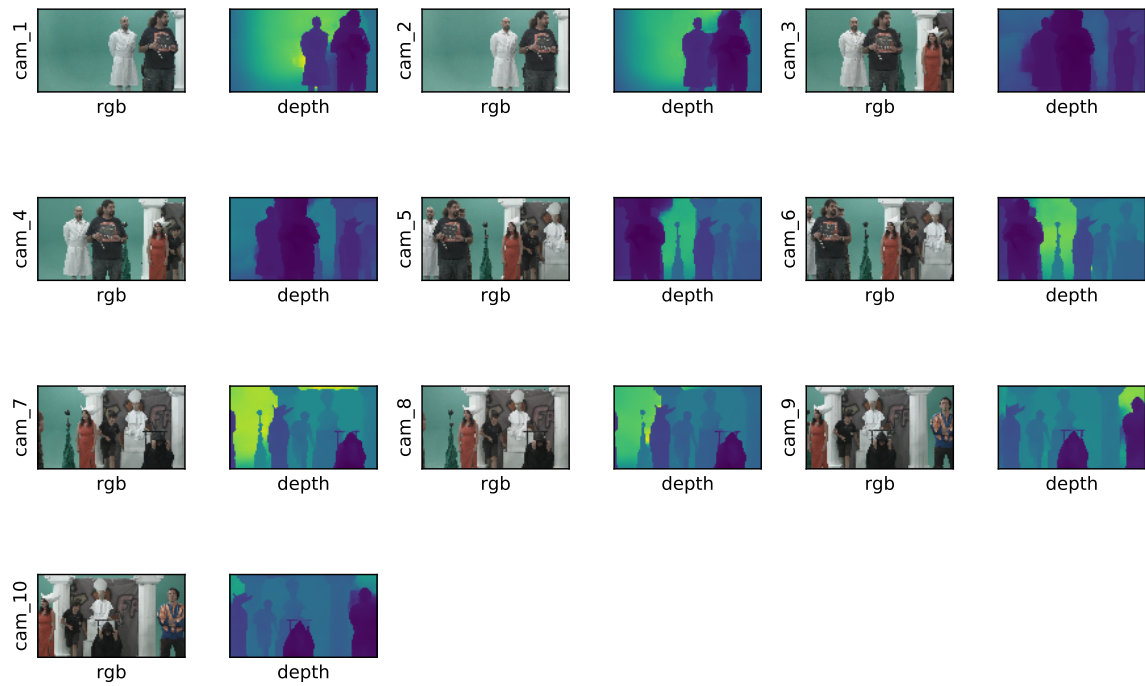 cam_1
rgb
depth
cam_2
rgb
depth
cam_3
rgb
depth
cam_4
rgb
depth
cam_5
rgb
depth
cam_6
rgb
depth
cam_7
rgb
depth
cam_8
rgb
depth
cam_9
rgb
depth
cam_10
rgb
depth